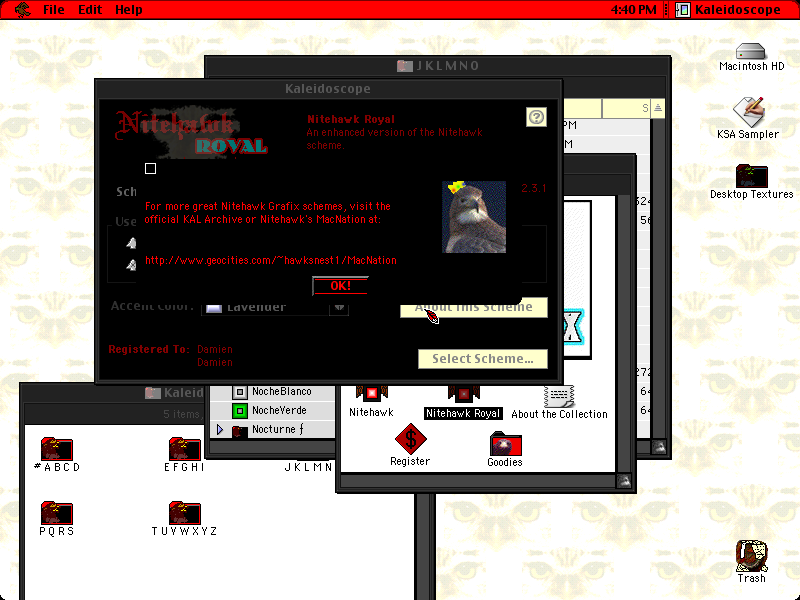 File Edit Help
4:40 PM
Kaleidoscope
JKLMNO
Macintosh HD
KSA Sampler
Desktop Textures
Kaleidoscope
Nitehawk
ROYAL
Nitehawk Royal
An enhanced version of the Nitehawk
scheme.
S
PM
M
Sch
2.3.1
For more great Nitehawk Grafix schemes, visit the
official KAL Archive or Nitehawk's MacNation at:
Use
http://www.geocities.com/~hawksnest1/MacNation
OK!
Accent Color:
Lavender
About This Scheme
Registered To: Damien
Damien
Select Scheme...
Kaleid
5 items,
NocheBlanco
NocheVerde
Nocturne ƒ
Nitehawk
Nitehawk Royal
About the Collection
Register
Goodies
#ABCD
EFGHI
JKLMN
PQRS
TUVWXYZ
Trash